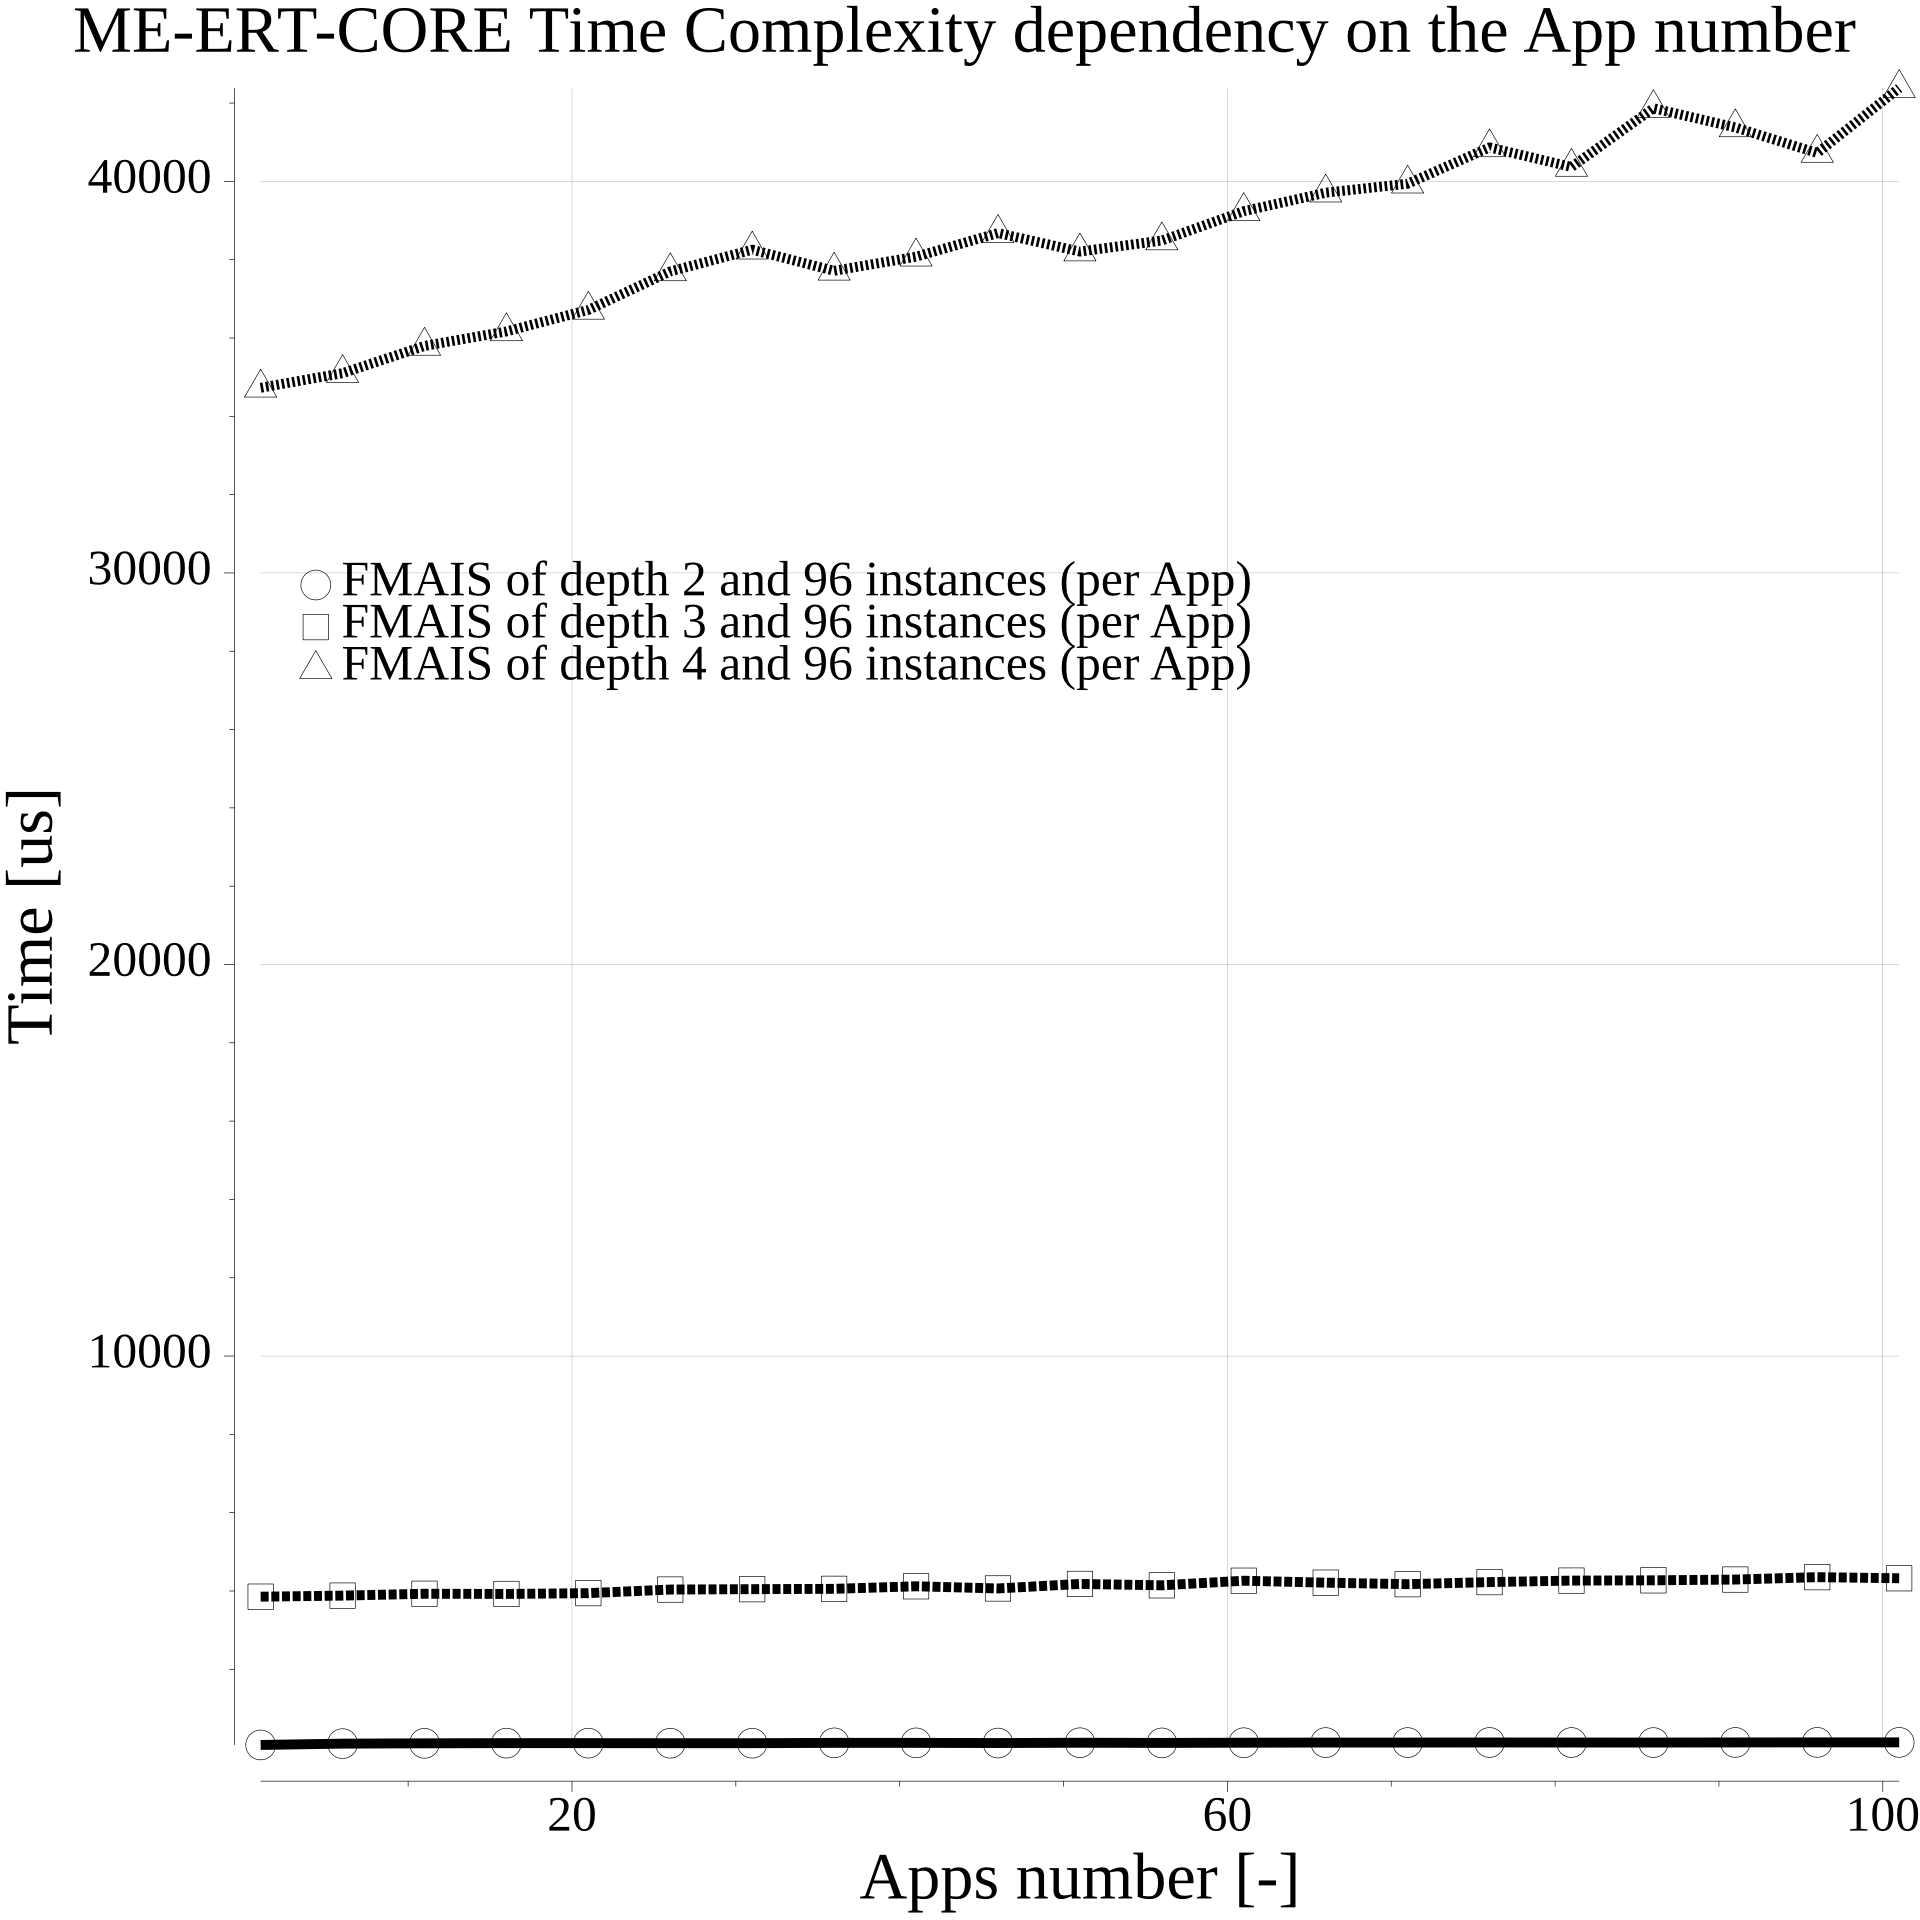 ME-ERT-CORE Time Complexity dependency on the App number
40000
30000
FMAIS of depth 2 and 96 instances (per App)
FMAIS of depth 3 and 96 instances (per App)
FMAIS of depth 4 and 96 instances (per App)
Time [us]
20000
10000
20 60 100
Apps number [-]